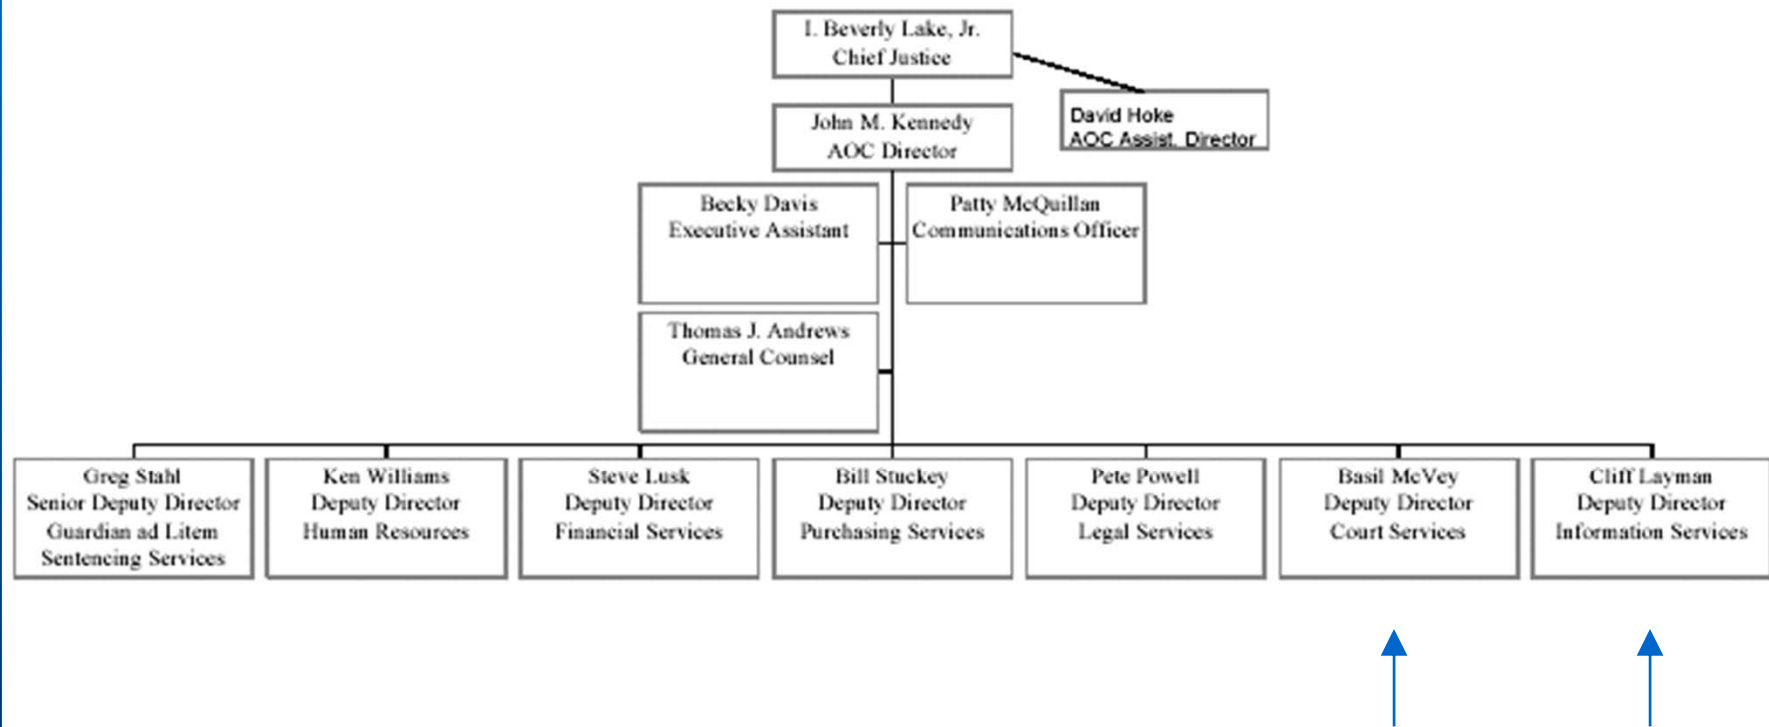 I. Beverly Lake, Jr.
Chief Justice
David Hoke
AOC Assist. Director
John M. Kennedy
AOC Director
Becky Davis
Executive Assistant
Patty McQuillan
Communications Officer
Thomas J. Andrews
General Counsel
Greg Stahl
Senior Deputy Director
Guardian ad Litem
Sentencing Services
Ken Williams
Deputy Director
Human Resources
Steve Lusk
Deputy Director
Financial Services
Bill Stuckey
Deputy Director
Purchasing Services
Pete Powell
Deputy Director
Legal Services
Basil McVey
Deputy Director
Court Services
Cliff Layman
Deputy Director
Information Services